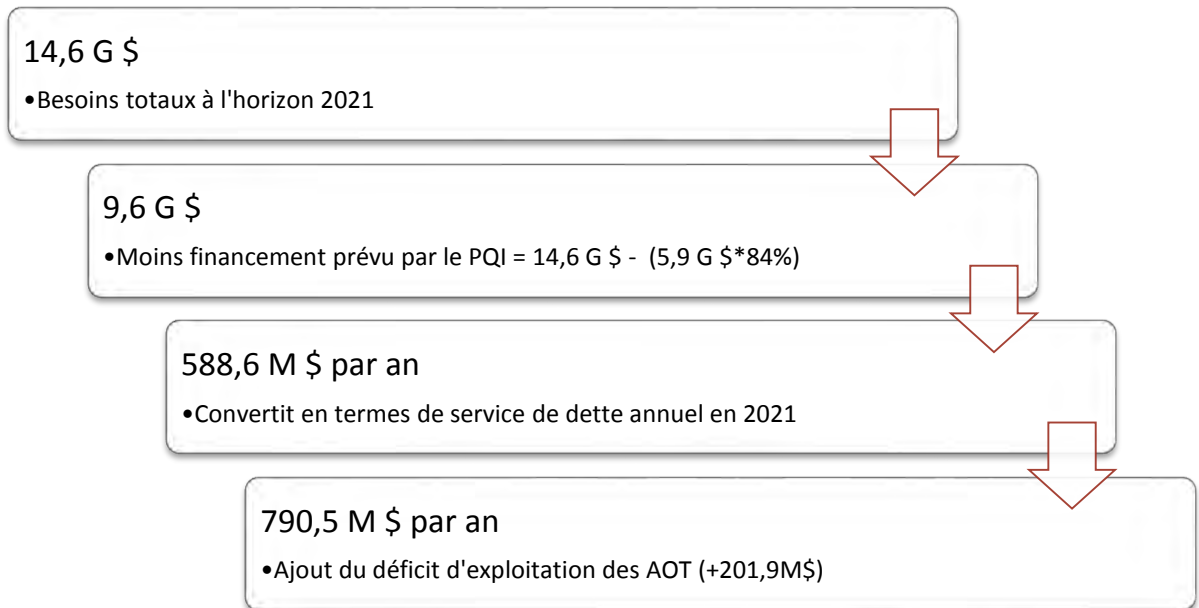 14,6 G $
•Besoins totaux à l'horizon 2021
9,6 G $
•Moins financement prévu par le PQI = 14,6 G $ - (5,9 G $*84%)
588,6 M $ par an
•Convertit en termes de service de dette annuel en 2021
790,5 M $ par an
•Ajout du déficit d'exploitation des AOT (+201,9M$)